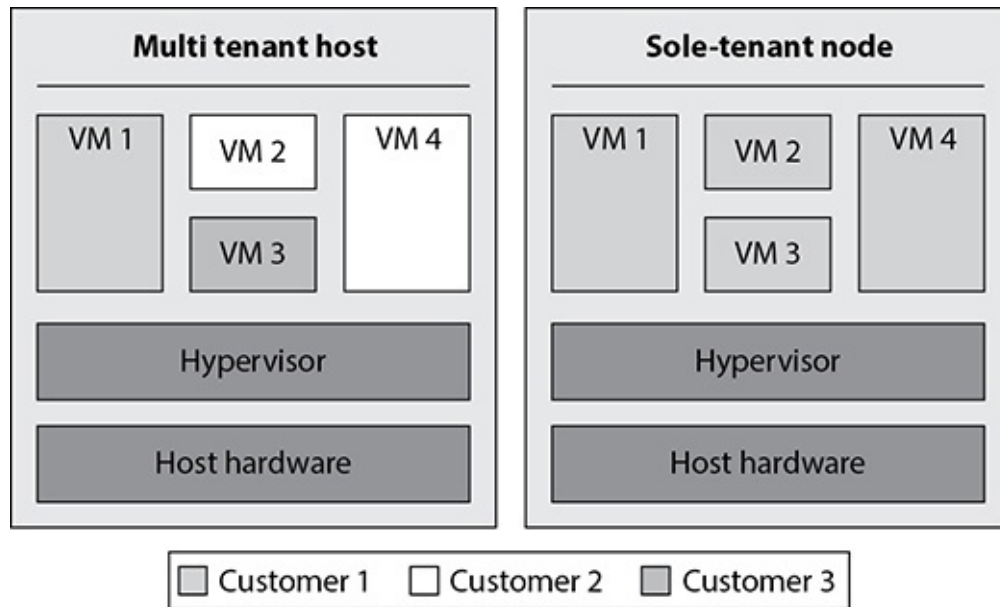 Multi tenant host
VM 1
VM 2
VM 3
VM 4
Hypervisor
Host hardware
Sole-tenant node
VM 1
VM 2
VM 3
VM 4
Hypervisor
Host hardware
Customer 1 Customer 2 Customer 3